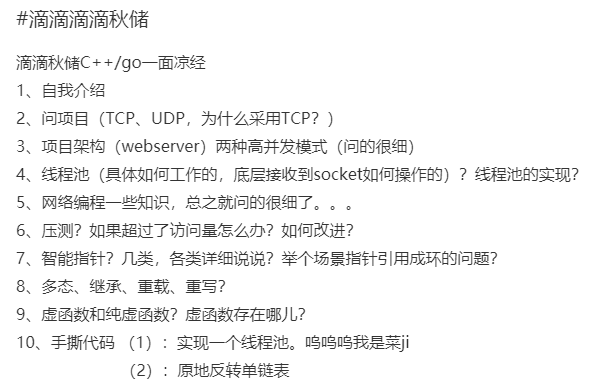 #滴滴滴滴秋储
滴滴秋储C++/go一面凉经
1、自我介绍
2、问项目（TCP、UDP，为什么采用TCP？）
3、项目架构（webserver）两种高并发模式（问的很细）
4、线程池（具体如何工作的，底层接收到socket如何操作的）？线程池的实现？
5、网络编程一些知识，总之就问的很细了。。。
6、压测？如果超过了访问量怎么办？如何改进？
7、智能指针？几类，各类详细说说？举个场景指针引用成环的问题？
8、多态、继承、重载、重写？
9、虚函数和纯虚函数？虚函数存在哪儿？
10、手撕代码 （1）：实现一个线程池。呜呜呜我是菜ji
（2）：原地反转单链表